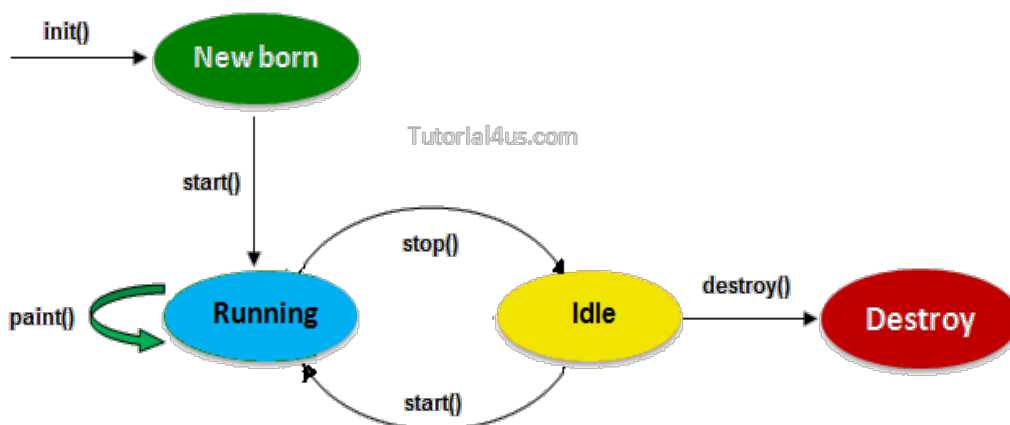 init()
New born
Tutorial4us.com
start()
stop()
paint()
Running
Idle
destroy()
Destroy
start()